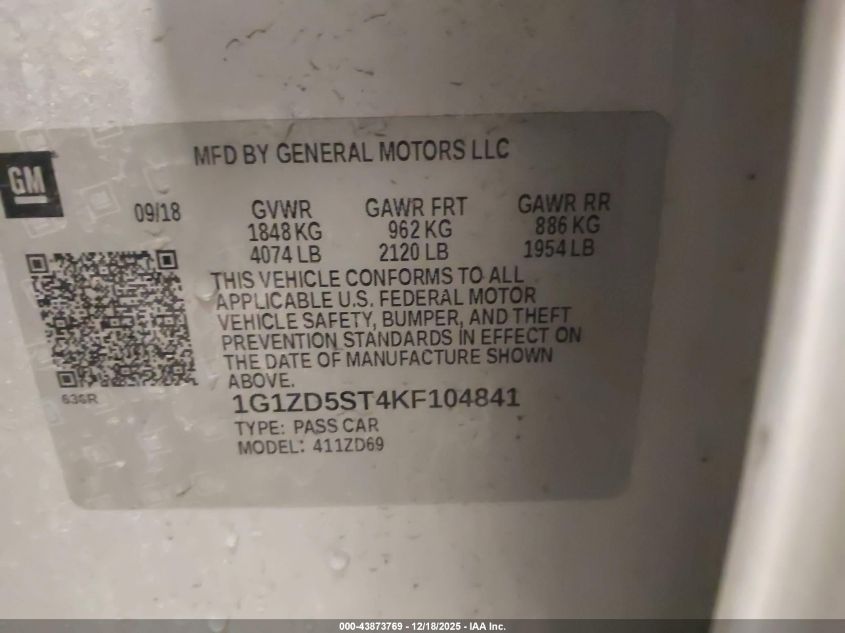 MFD BY GENERAL MOTORS LLC
GM
09/18 GVWR GAWR FRT GAWR RR
1848 KG 962 KG 886 KG
4074 LB 2120 LB 1954 LB
THIS VEHICLE CONFORMS TO ALL
APPLICABLE U.S. FEDERAL MOTOR
VEHICLE SAFETY, BUMPER, AND THEFT
PREVENTION STANDARDS IN EFFECT ON
THE DATE OF MANUFACTURE SHOWN
ABOVE.
636R
1G1ZD5ST4KF104841
TYPE: PASS CAR
MODEL: 411ZD69
000-43873769 - 12/18/2025 - IAA Inc.